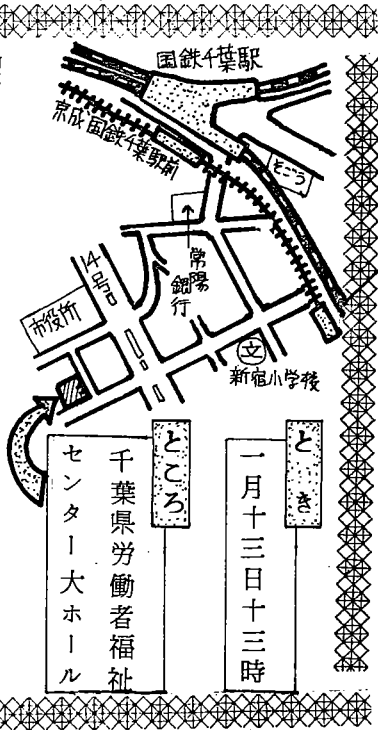 国鉄千葉駅
京成国鉄千葉駅前
そごう
常陽
銀行
14号
市役所
文
新宿小学校
とき
一月十三日十三時
ところ
千葉県労働者福祉
センター大ホール